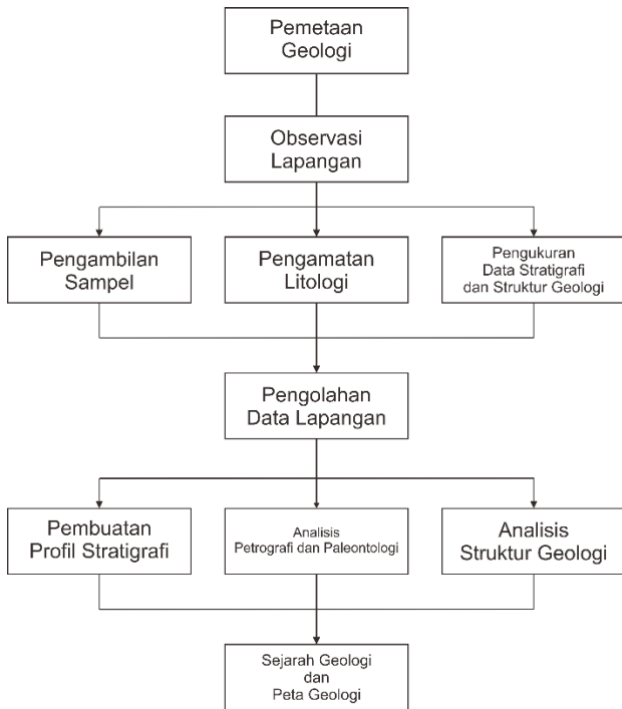 Pemetaan
Geologi
Observasi
Lapangan
Pengambilan
Sampel
Pengamatan
Litologi
Pengukuran
Data Stratigrafi
dan Struktur Geologi
Pengolahan
Data Lapangan
Pembuatan
Profil Stratigrafi
Analisis
Petrografi dan Paleontologi
Analisis
Struktur Geologi
Sejarah Geologi
dan
Peta Geologi